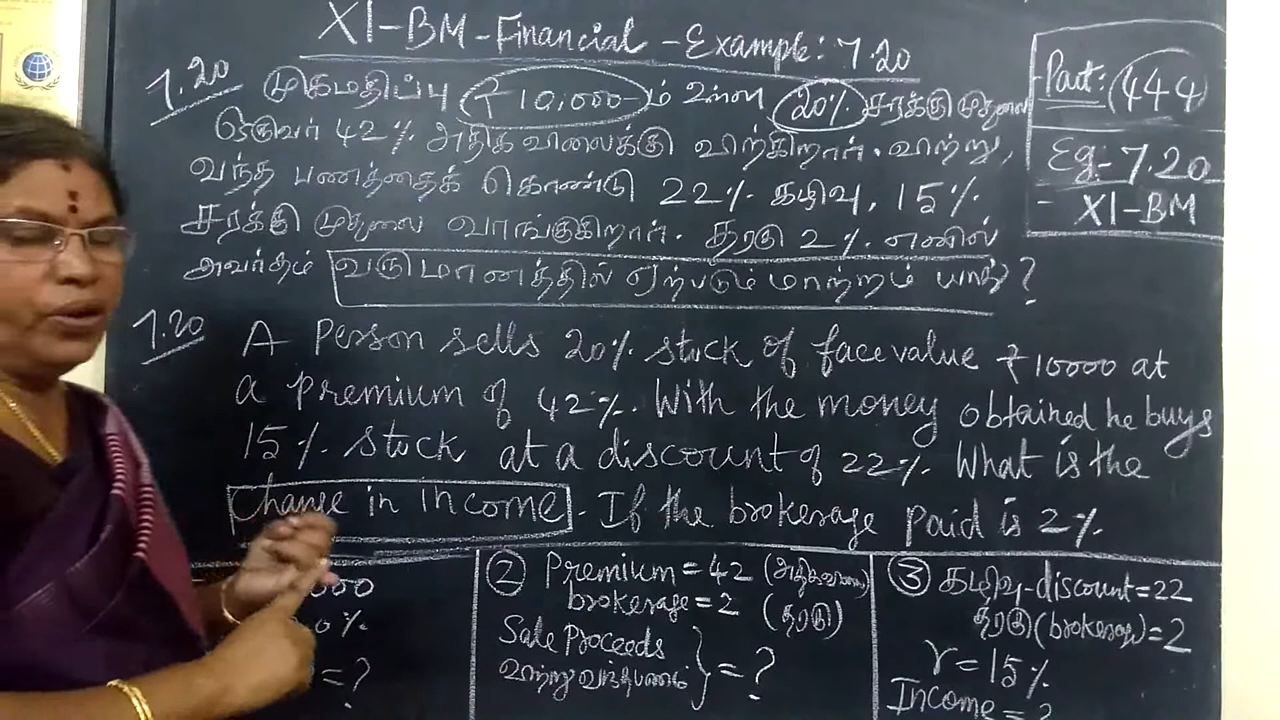 XI-BM-Financial-Example: 7.20
7.20 முகமதிப்பு ₹10,000-ம் உள்ள 20% சரக்கு முதலை
ஒருவர் 42% அதிக விலைக்கு விற்கிறார். விற்று,
வந்த பணத்தைக் கொண்டு 22% கழிவு, 15%
சரக்கு முதலை வாங்குகிறார். தரகு 2% எனில்
அவர்தம் வருமானத்தில் ஏற்படும் மாற்றம் யாது?
Part: 444
Eg:- 7.20
- XI-BM
7.20 A Person sells 20% stock of face value ₹10000 at
a premium of 42%. With the money obtained he buys
15% stock at a discount of 22%. What is the
Change in income. If the brokerage paid is 2%.
000
0%
=?
② Premium = 42 (அதிகவிலை)
brokerage = 2 (தரகு)
Sale Proceeds
விற்று வந்த பணம் } = ?
③ கழிவு-discount = 22
தரகு (brokerage) = 2
r = 15%
Income = ?